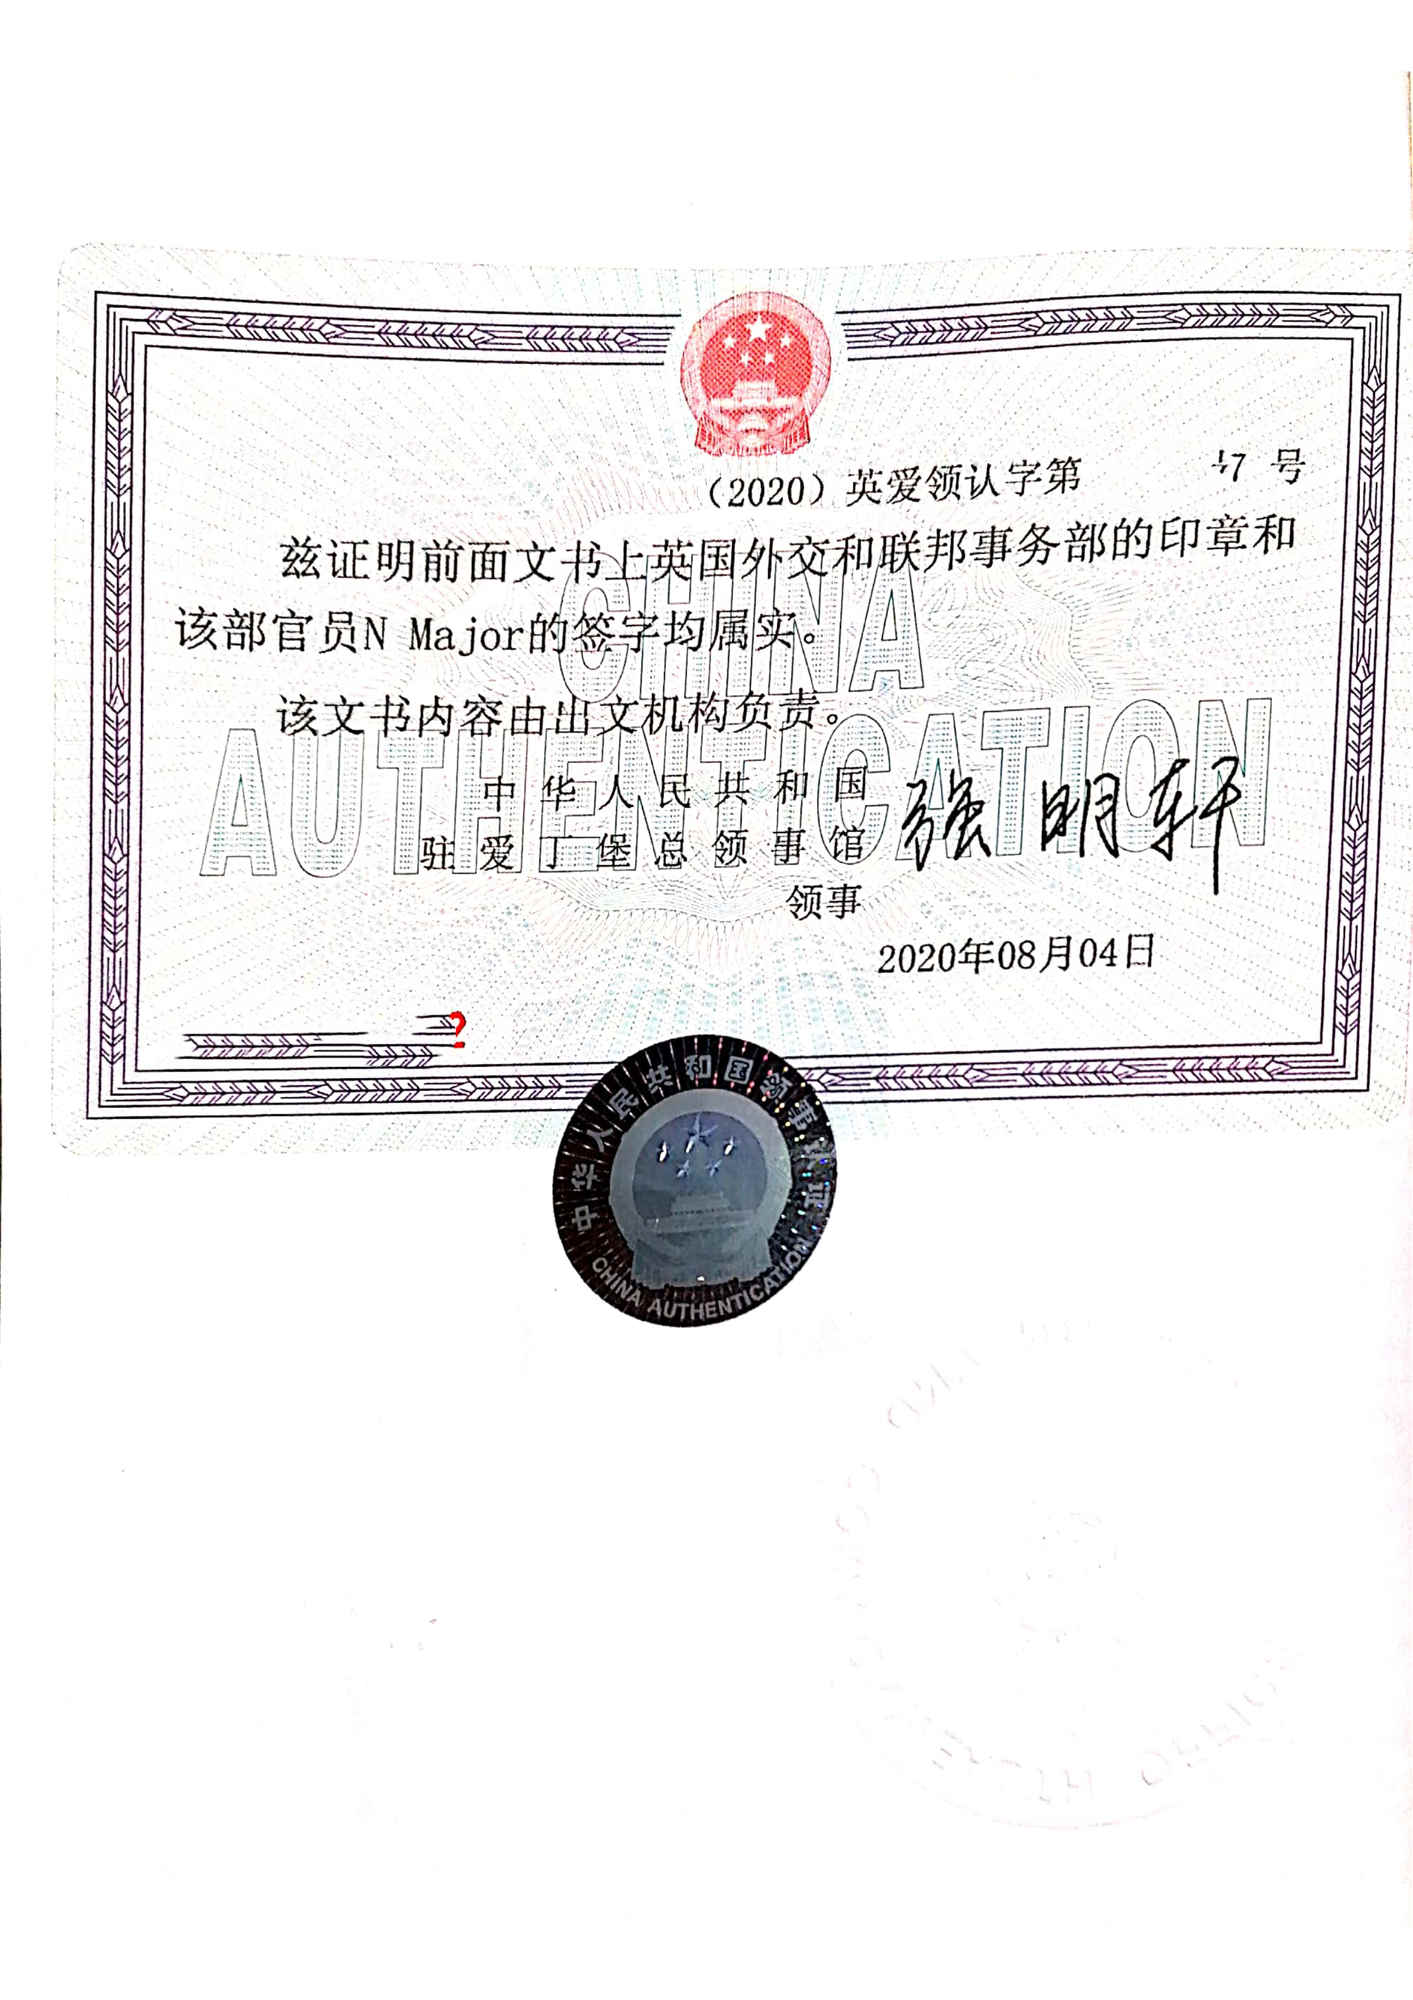 （2020）英爱领认字第 7 号
兹证明前面文书上英国外交和联邦事务部的印章和
该部官员N Major的签字均属实。
该文书内容由出文机构负责。
CHINA
AUTHENTICATION
中华人民共和国
驻爱丁堡总领事馆 强明轩
领事
2020年08月04日
?
中华人民共和国领事认证
CHINA AUTHENTICATION